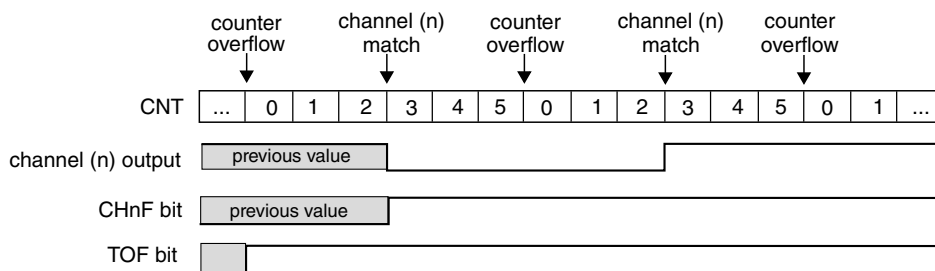 counter overflow
channel (n) match
counter overflow
channel (n) match
counter overflow
CNT ... 0 1 2 3 4 5 0 1 2 3 4 5 0 1 ...
channel (n) output previous value
CHnF bit previous value
TOF bit